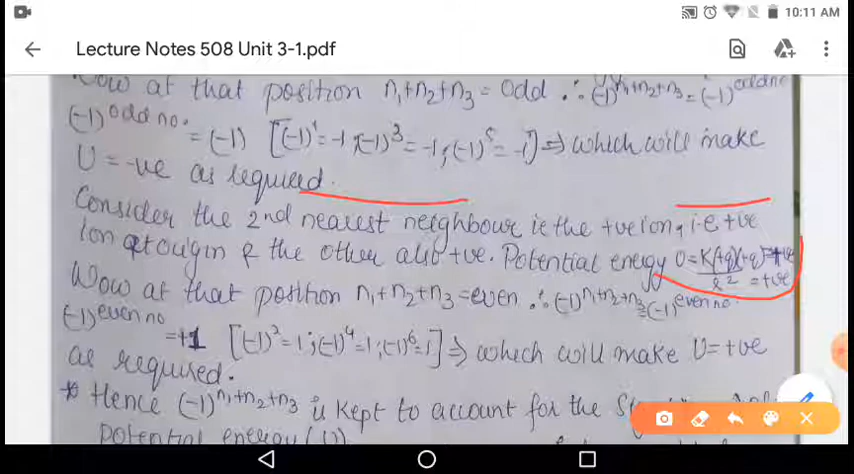 10:11 AM
Lecture Notes 508 Unit 3-1.pdf
Now at that position n₁+n₂+n₃ = odd ∴ (-1)^n₁+n₂+n₃ = (-1)^odd no
(-1)^odd no. = (-1) [(-1)¹ = -1, (-1)³ = -1, (-1)⁵ = -1] ⇒ which will make
U = -ve as required.
Consider the 2nd nearest neighbour ie the +ve ion, i.e. +ve
ion at origin & the other also +ve. Potential energy U = K(+q)(+q)/r² = +ve = +ve
Now at that position n₁+n₂+n₃ = even ∴ (-1)^n₁+n₂+n₃ = (-1)^even no.
(-1)^even no = +1 [(-1)² = 1; (-1)⁴ = 1; (-1)⁶ = 1] ⇒ which will make U = +ve
as required.
* Hence (-1)^n₁+n₂+n₃ is kept to account for the
potential energy (U)